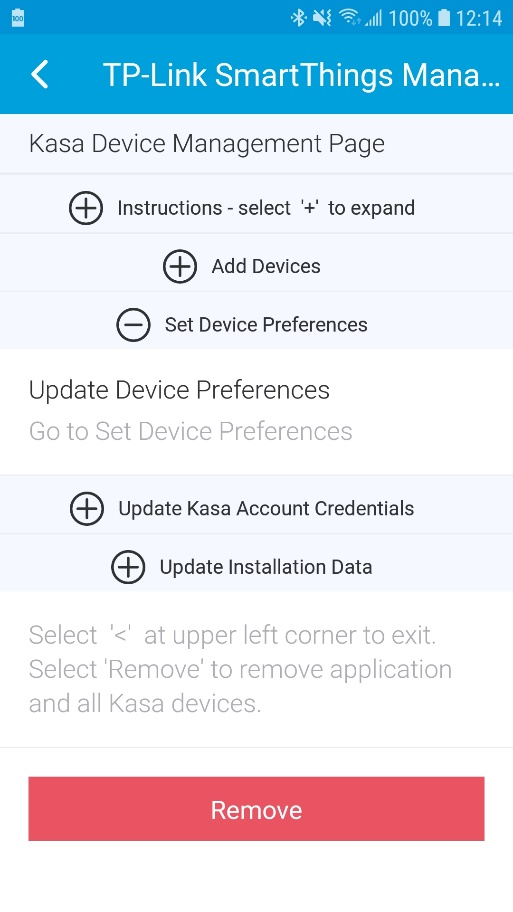 100 100% 12:14
TP-Link SmartThings Mana...
Kasa Device Management Page
Instructions - select '+' to expand
Add Devices
Set Device Preferences
Update Device Preferences
Go to Set Device Preferences
Update Kasa Account Credentials
Update Installation Data
Select '<' at upper left corner to exit.
Select 'Remove' to remove application
and all Kasa devices.
Remove